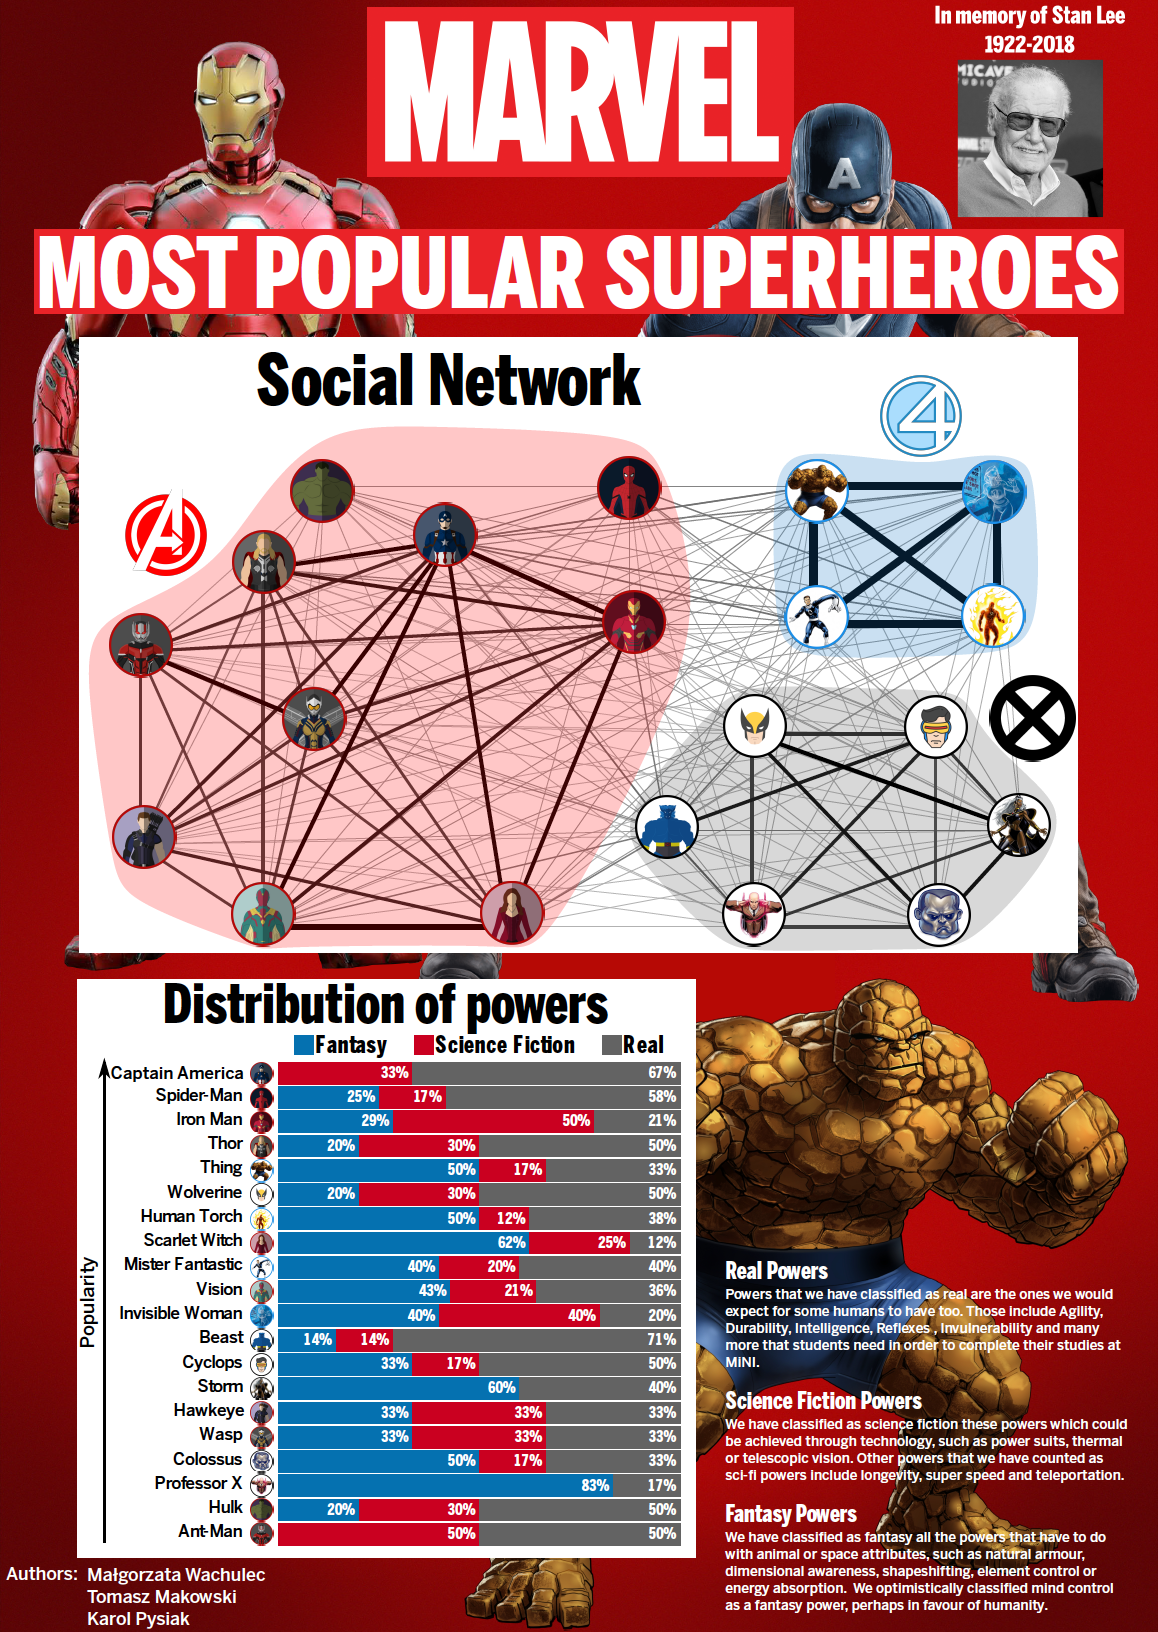 In memory of Stan Lee
1922-2018
MARVEL
A
MOST POPULAR SUPERHEROES
Social Network
4
A
X
Distribution of powers
Fantasy Science Fiction Real
Popularity
Captain America 33% 67%
Spider-Man 25% 17% 58%
Iron Man 29% 50% 21%
Thor 20% 30% 50%
Thing 50% 17% 33%
Wolverine 20% 30% 50%
Human Torch 50% 12% 38%
Scarlet Witch 62% 25% 12%
Mister Fantastic 40% 20% 40%
Vision 43% 21% 36%
Invisible Woman 40% 40% 20%
Beast 14% 14% 71%
Cyclops 33% 17% 50%
Storm 60% 40%
Hawkeye 33% 33% 33%
Wasp 33% 33% 33%
Colossus 50% 17% 33%
Professor X 83% 17%
Hulk 20% 30% 50%
Ant-Man 50% 50%
Real Powers
Powers that we have classified as real are the ones we would
expect for some humans to have too. Those include Agility,
Durability, Intelligence, Reflexes , Invulnerability and many
more that students need in order to complete their studies at
MiNI.
Science Fiction Powers
We have classified as science fiction these powers which could
be achieved through technology, such as power suits, thermal
or telescopic vision. Other powers that we have counted as
sci-fi powers include longevity, super speed and teleportation.
Fantasy Powers
We have classified as fantasy all the powers that have to do
with animal or space attributes, such as natural armour,
dimensional awareness, shapeshifting, element control or
energy absorption. We optimistically classified mind control
as a fantasy power, perhaps in favour of humanity.
Authors: Małgorzata Wachulec
Tomasz Makowski
Karol Pysiak